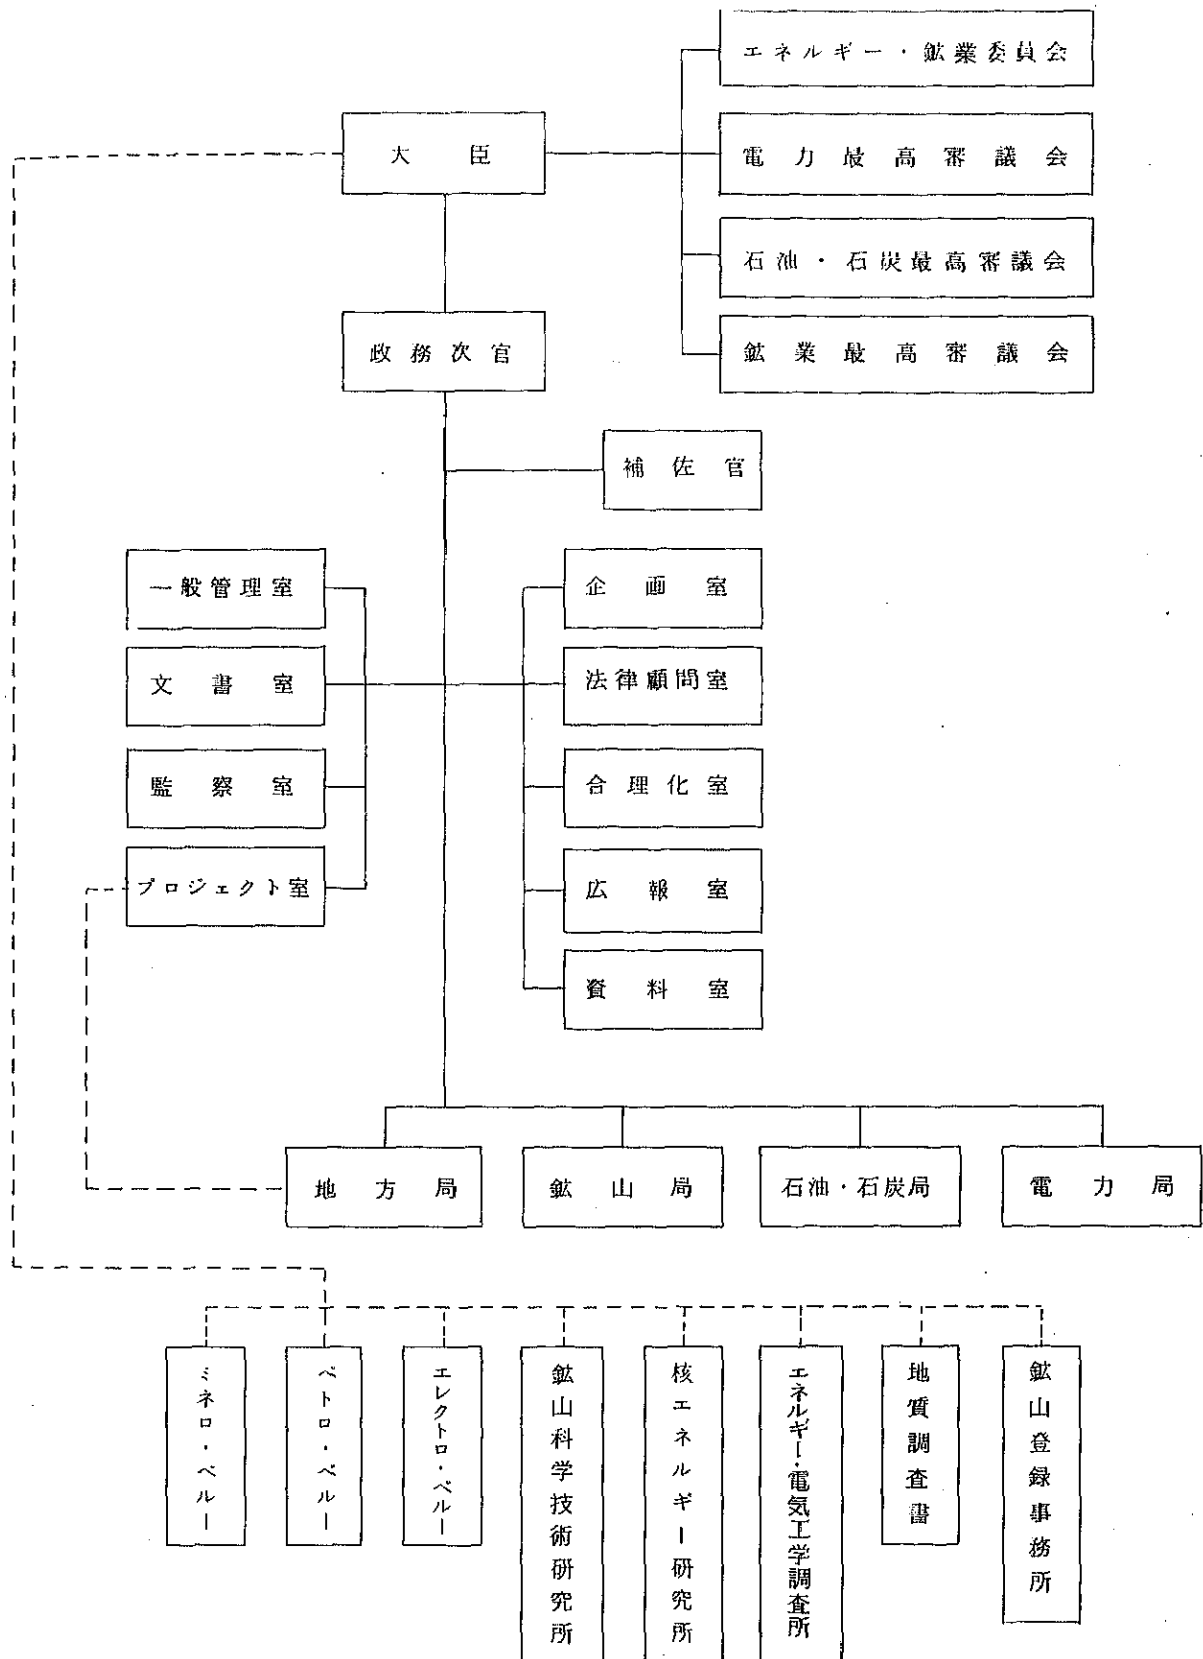 エネルギー・鉱業委員会
大臣
電力最高審議会
石油・石炭最高審議会
政務次官
鉱業最高審議会
補佐官
一般管理室
企画室
文書室
法律顧問室
監察室
合理化室
プロジェクト室
広報室
資料室
地方局
鉱山局
石油・石炭局
電力局
ミネロ・ペルー
ペトロ・ペルー
エレクトロ・ペルー
鉱山科学技術研究所
核エネルギー研究所
エネルギー・電気工学調査所
地質調査書
鉱山登録事務所